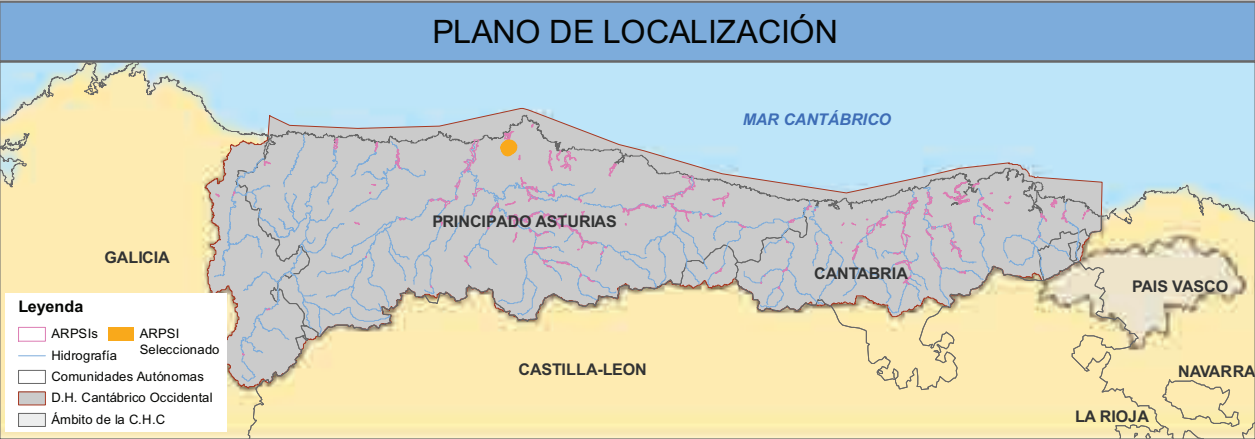 PLANO DE LOCALIZACIÓN
MAR CANTÁBRICO
PRINCIPADO ASTURIAS
GALICIA
CANTABRIA
PAIS VASCO
CASTILLA-LEON
NAVARRA
LA RIOJA
Leyenda
ARPSIs
ARPSI
Seleccionado
Hidrografía
Comunidades Autónomas
D.H. Cantábrico Occidental
Ámbito de la C.H.C